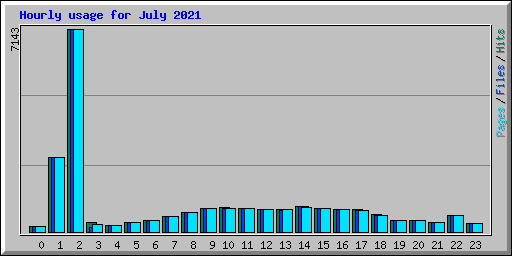 Hourly usage for July 2021
7143
Pages/Files/Hits
0 1 2 3 4 5 6 7 8 9 10 11 12 13 14 15 16 17 18 19 20 21 22 23